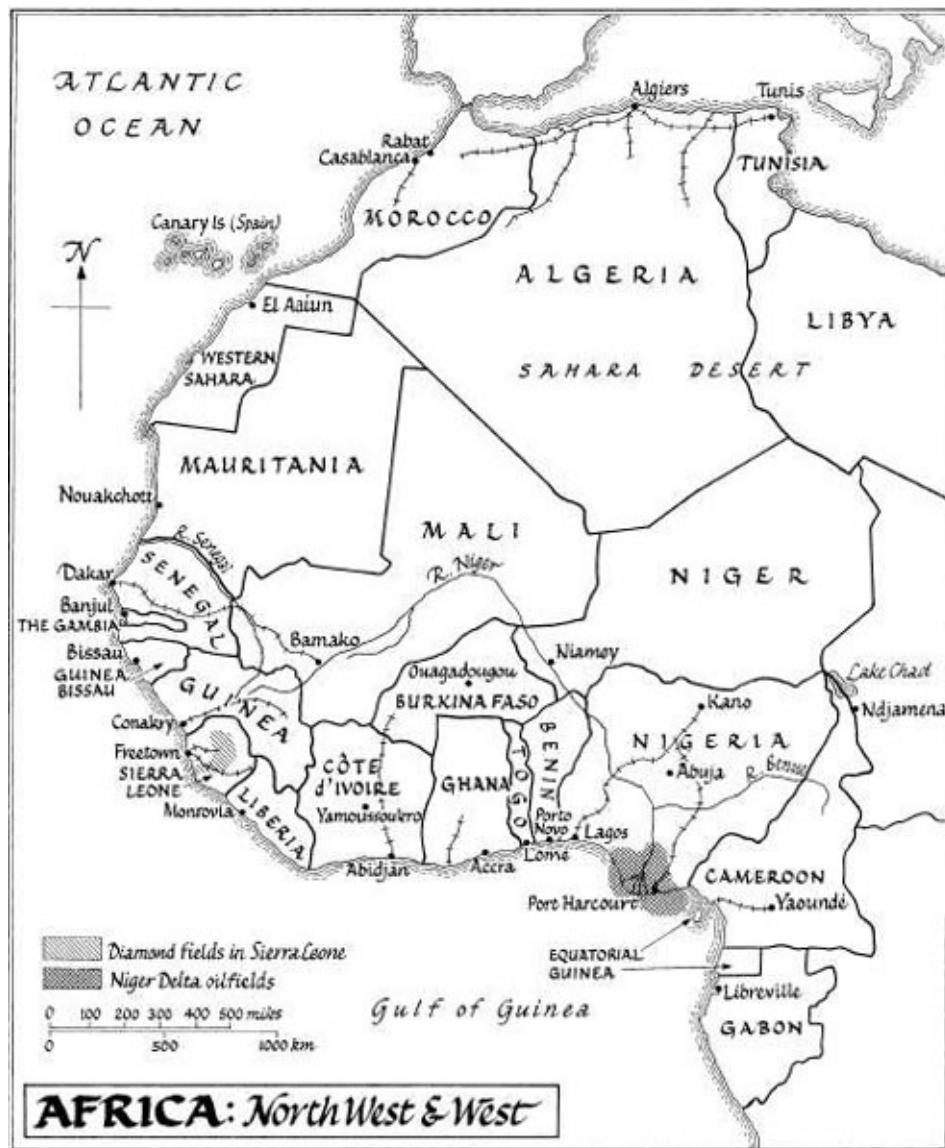 ATLANTIC
OCEAN
Algiers
Tunis
Rabat
Casablanca
TUNISIA
MOROCCO
Canary Is (Spain)
N
ALGERIA
El Aaiun
LIBYA
WESTERN
SAHARA
SAHARA DESERT
MAURITANIA
Nouakchott
MALI
R. Senegal
R. Niger
NIGER
Dakar
SENEGAL
Banjul
THE GAMBIA
Bamako
Niamey
Bissau
GUINEA
BISSAU
Ouagadougou
BURKINA FASO
Lake Chad
Kano
Ndjamena
GUINEA
Conakry
BENIN
NIGERIA
Freetown
SIERRA
LEONE
CÔTE
d'IVOIRE
GHANA
TOGO
Abuja
R. Benoue
Yamoussoukro
Monrovia
LIBERIA
Porto
Novo
Lagos
Abidjan
Accra
Lomé
CAMEROON
Port Harcourt
Yaoundé
Diamond fields in Sierra Leone
Niger Delta oilfields
EQUATORIAL
GUINEA
0 100 200 300 400 500 miles
0 500 1000 km
Gulf of Guinea
Libreville
GABON
AFRICA: North West & West